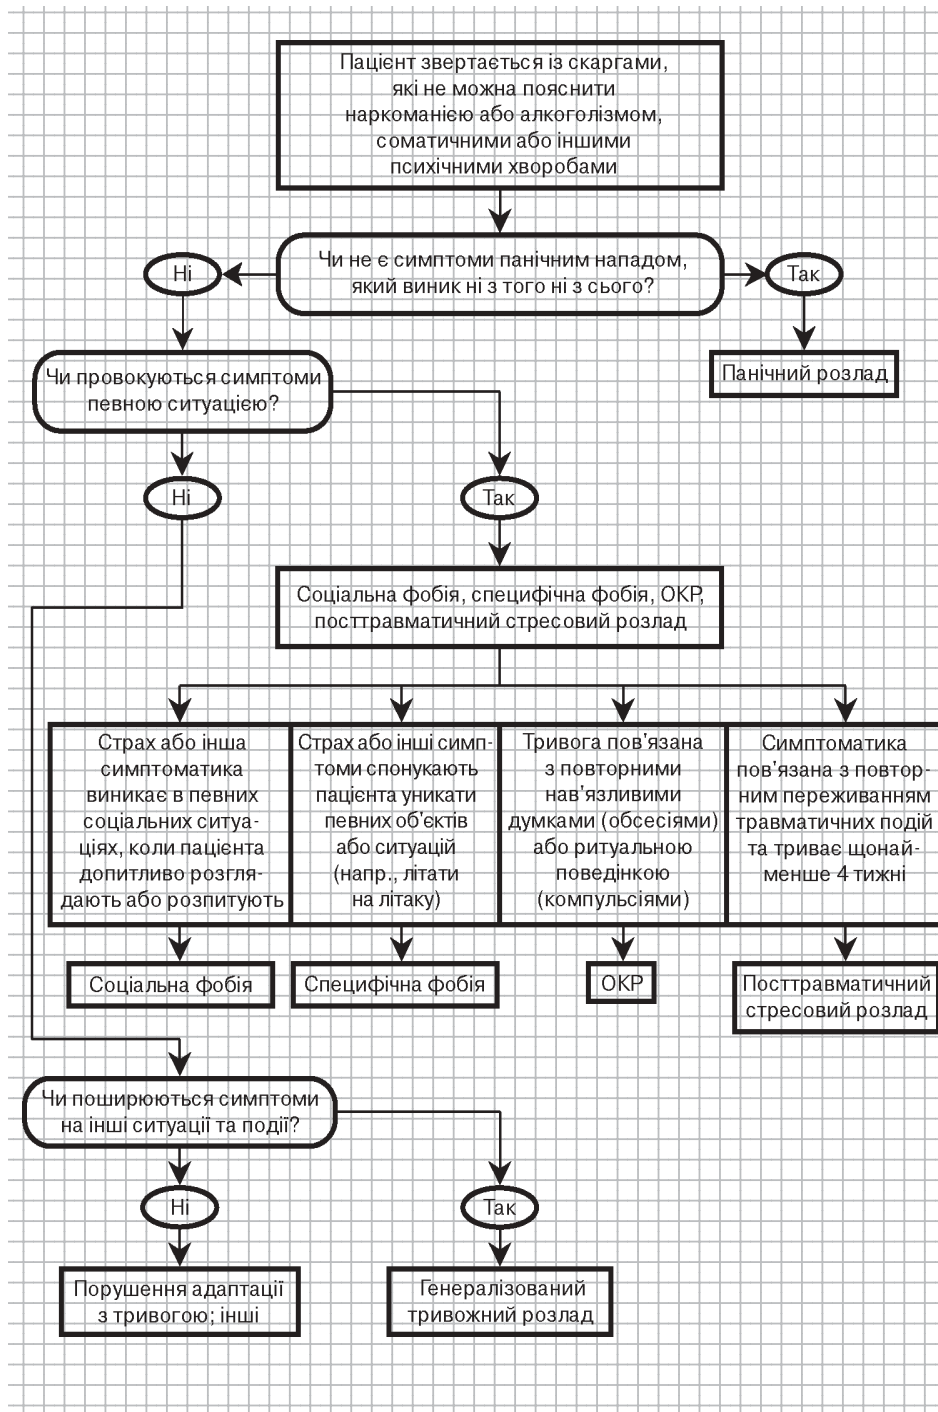 Пацієнт звертається із скаргами,
які не можна пояснити
наркоманією або алкоголізмом,
соматичними або іншими
психічними хворобами
Чи не є симптоми панічним нападом,
який виник ні з того ні з сього?
Ні
Так
Панічний розлад
Чи провокуються симптоми
певною ситуацією?
Ні
Так
Соціальна фобія, специфічна фобія, ОКР,
посттравматичний стресовий розлад
Страх або інша
симптоматика
виникає в певних
соціальних ситуа-
ціях, коли пацієнта
допитливо розгля-
дають або розпитують
Страх або інші симп-
томи спонукають
пацієнта уникати
певних об'єктів
або ситуацій
(напр., літати
на літаку)
Тривога пов'язана
з повторними
нав'язливими
думками (обсесіями)
або ритуальною
поведінкою
(компульсіями)
Симптоматика
пов'язана з повтор-
ним переживанням
травматичних подій
та триває щонай-
менше 4 тижні
Соціальна фобія
Специфічна фобія
ОКР
Посттравматичний
стресовий розлад
Чи поширюються симптоми
на інші ситуації та події?
Ні
Так
Порушення адаптації
з тривогою; інші
Генералізований
тривожний розлад